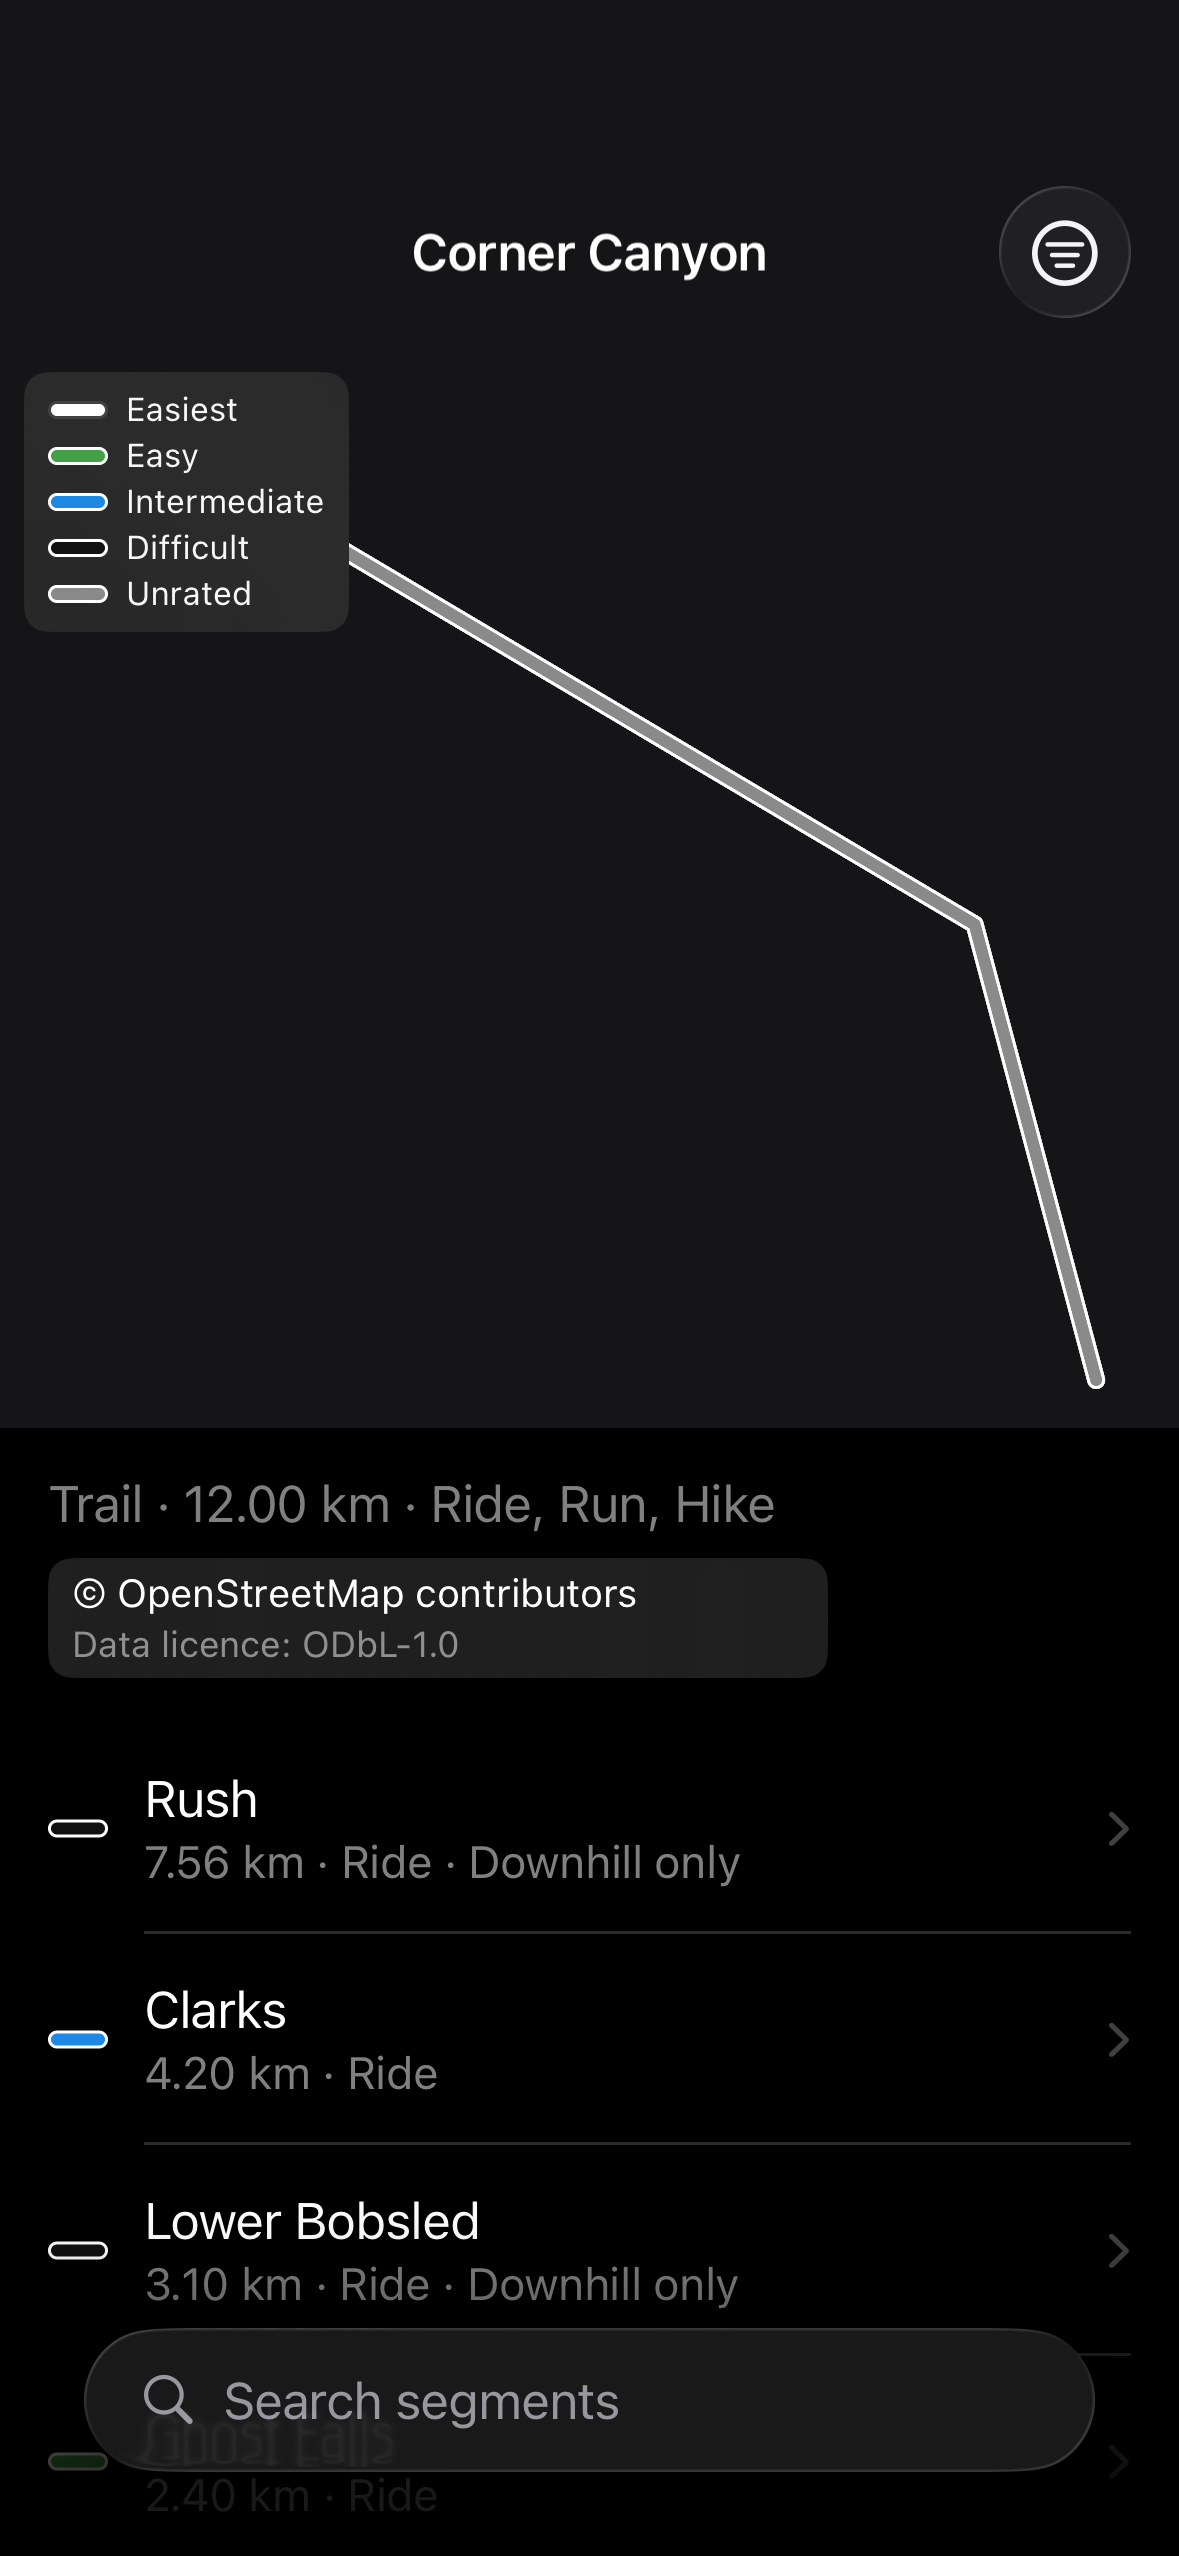 Corner Canyon
Easiest
Easy
Intermediate
Difficult
Unrated
Trail · 12.00 km · Ride, Run, Hike
© OpenStreetMap contributors
Data licence: ODbL-1.0
Rush
7.56 km · Ride · Downhill only
Clarks
4.20 km · Ride
Lower Bobsled
3.10 km · Ride · Downhill only
Search segments
Ghost Falls
2.40 km · Ride